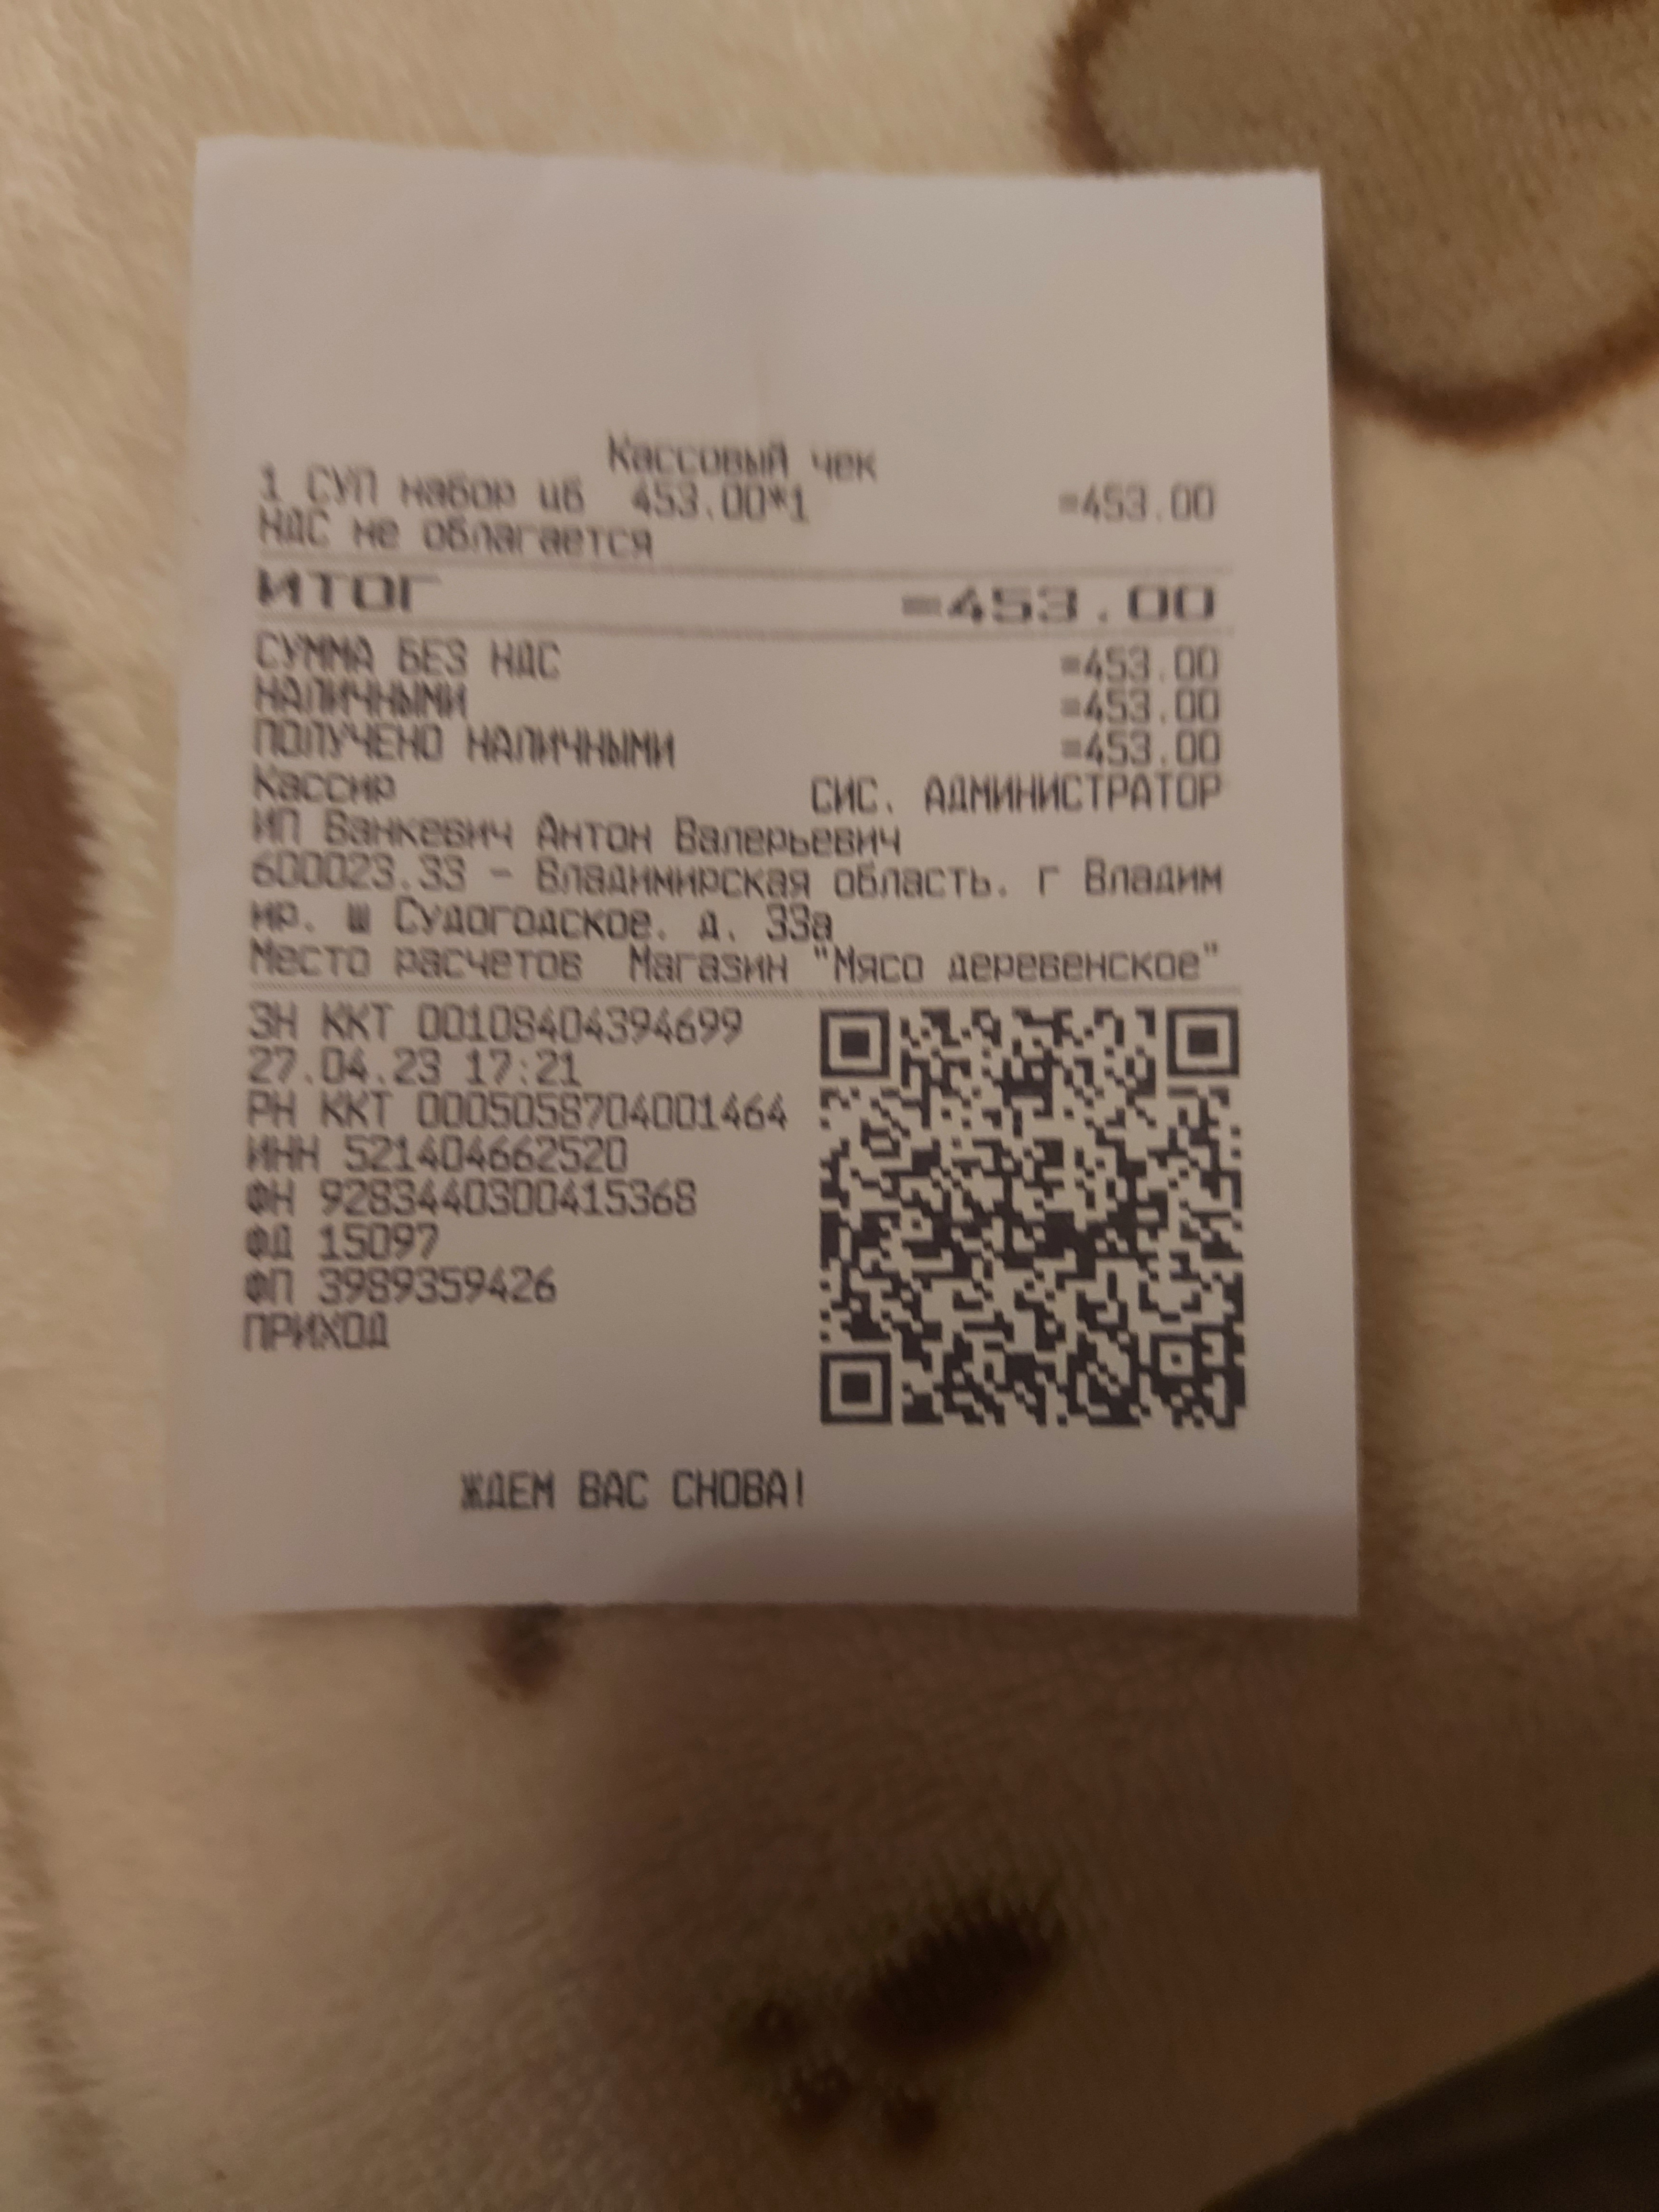 Кассовый чек
1 СУП набор цб 453.00*1 =453.00
НДС не облагается
ИТОГ =453.00
СУММА БЕЗ НДС =453.00
НАЛИЧНЫМИ =453.00
ПОЛУЧЕНО НАЛИЧНЫМИ =453.00
Кассир СИС. АДМИНИСТРАТОР
ИП Ванкевич Антон Валерьевич
600023.33 - Владимирская область. г Владим
ир. ш Судогодское. д. 33а
Место расчетов Магазин "Мясо деревенское"
ЗН ККТ 00108404394699
27.04.23 17:21
РН ККТ 0005058704001464
ИНН 521404662520
ФН 9283440300415368
ФД 15097
ФП 3989359426
ПРИХОД
ЖДЕМ ВАС СНОВА!